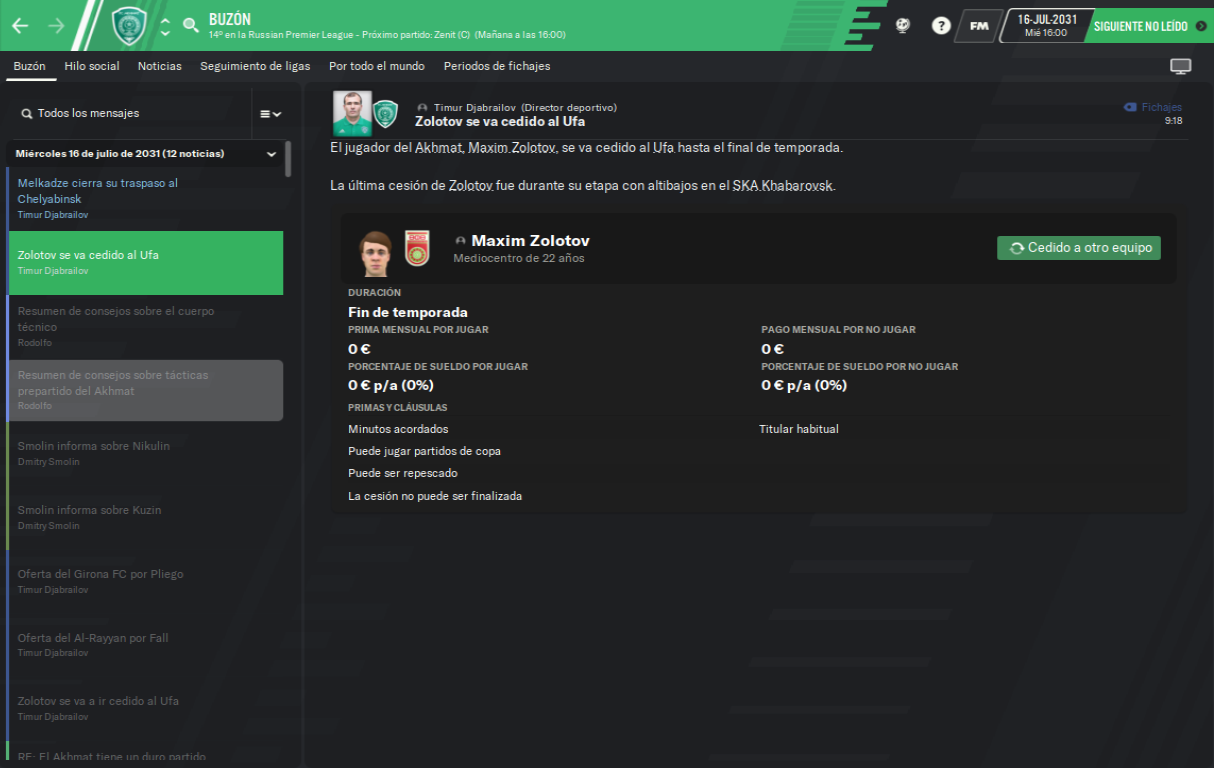 BUZÓN
14º en la Russian Premier League - Próximo partido: Zenit (C) (Mañana a las 16:00)
?
FM
16-JUL-2031
Mié 16:00
SIGUIENTE NO LEÍDO
Buzón
Hilo social
Noticias
Seguimiento de ligas
Por todo el mundo
Periodos de fichajes
Todos los mensajes
Miércoles 16 de julio de 2031 (12 noticias)
Melkadze cierra su traspaso al
Chelyabinsk
Timur Djabrailov
Zolotov se va cedido al Ufa
Timur Djabrailov
Resumen de consejos sobre el cuerpo
técnico
Rodolfo
Resumen de consejos sobre tácticas
prepartido del Akhmat
Rodolfo
Smolin informa sobre Nikulin
Dmitry Smolin
Smolin informa sobre Kuzin
Dmitry Smolin
Oferta del Girona FC por Pliego
Timur Djabrailov
Oferta del Al-Rayyan por Fall
Timur Djabrailov
Zolotov se va a ir cedido al Ufa
Timur Djabrailov
RE: El Akhmat tiene un duro partido
Timur Djabrailov (Director deportivo)
Zolotov se va cedido al Ufa
Fichajes
9:18
El jugador del Akhmat, Maxim Zolotov, se va cedido al Ufa hasta el final de temporada.
La última cesión de Zolotov fue durante su etapa con altibajos en el SKA Khabarovsk.
Maxim Zolotov
Mediocentro de 22 años
Cedido a otro equipo
DURACIÓN
Fin de temporada
PRIMA MENSUAL POR JUGAR
PAGO MENSUAL POR NO JUGAR
0 €
0 €
PORCENTAJE DE SUELDO POR JUGAR
PORCENTAJE DE SUELDO POR NO JUGAR
0 € p/a (0%)
0 € p/a (0%)
PRIMAS Y CLÁUSULAS
Minutos acordados
Titular habitual
Puede jugar partidos de copa
Puede ser repescado
La cesión no puede ser finalizada